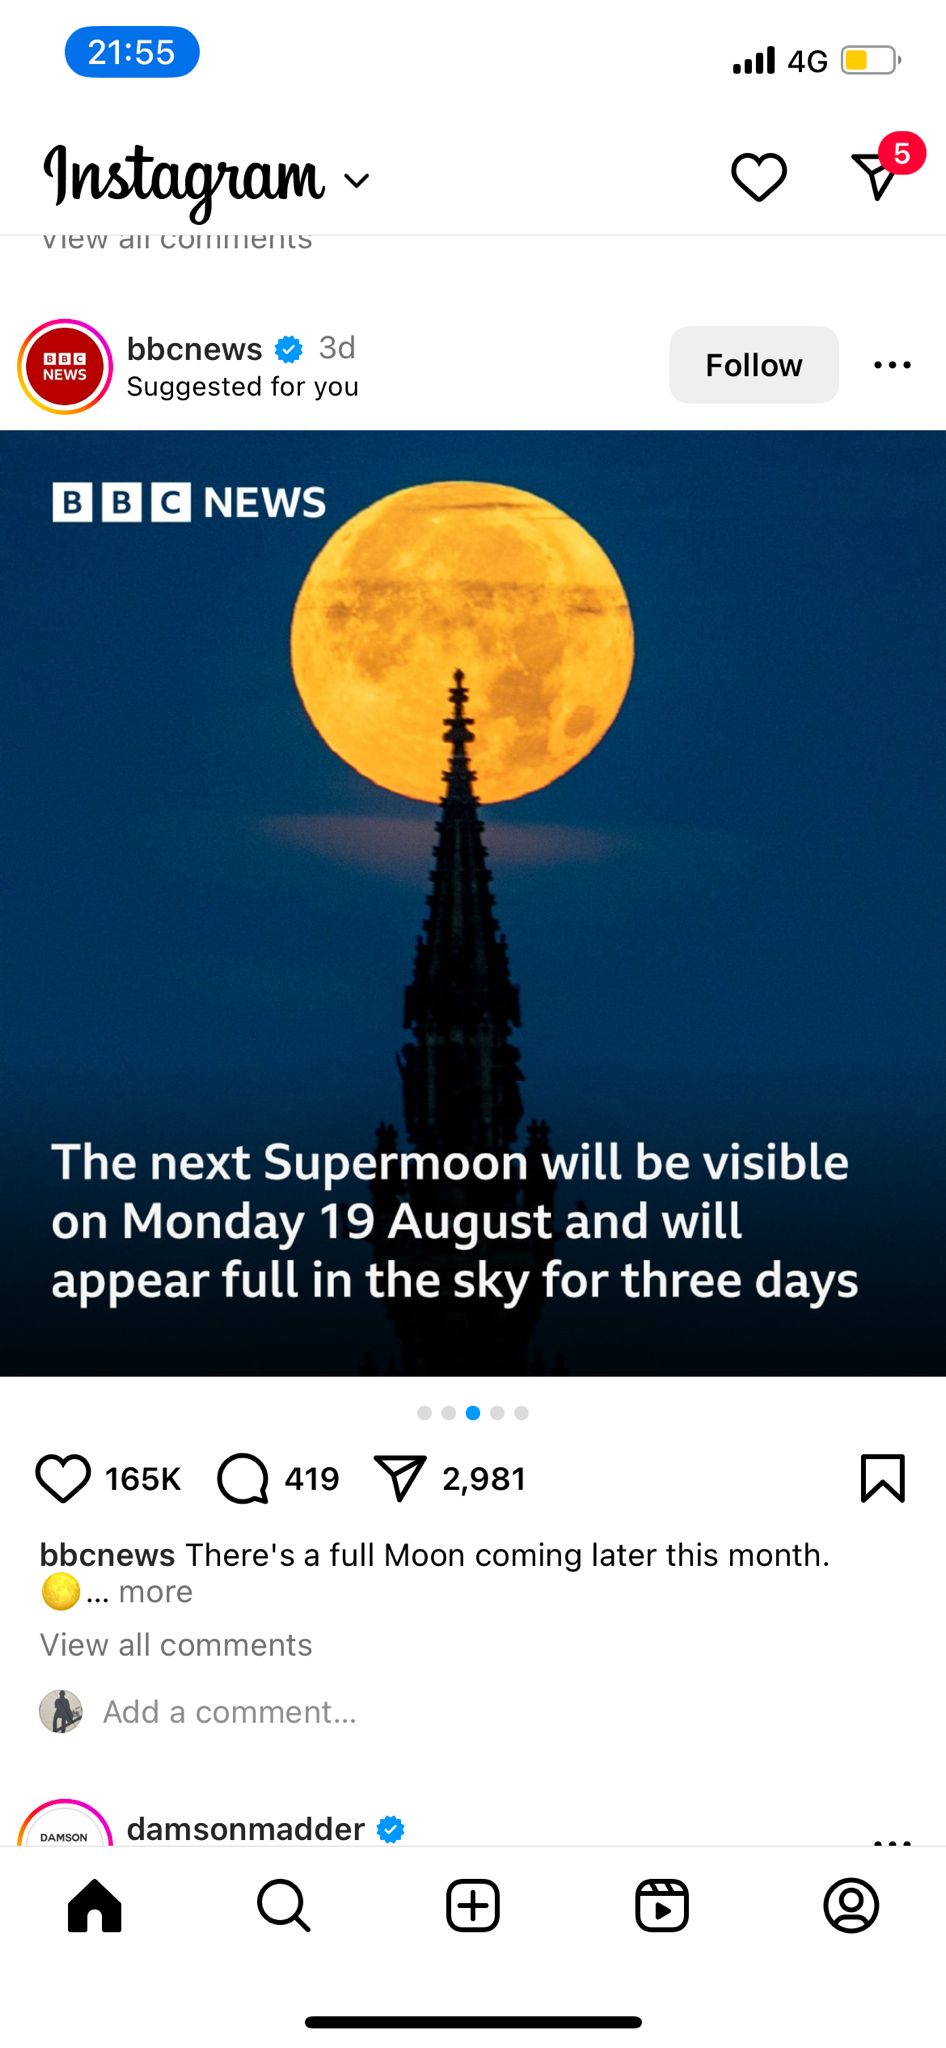 21:55
4G
Instagram
5
View all comments
bbcnews 3d
Suggested for you
Follow
BBC
NEWS
BBC NEWS
The next Supermoon will be visible
on Monday 19 August and will
appear full in the sky for three days
165K 419 2,981
bbcnews There's a full Moon coming later this month.
🌕... more
View all comments
Add a comment...
damsonmadder
DAMSON